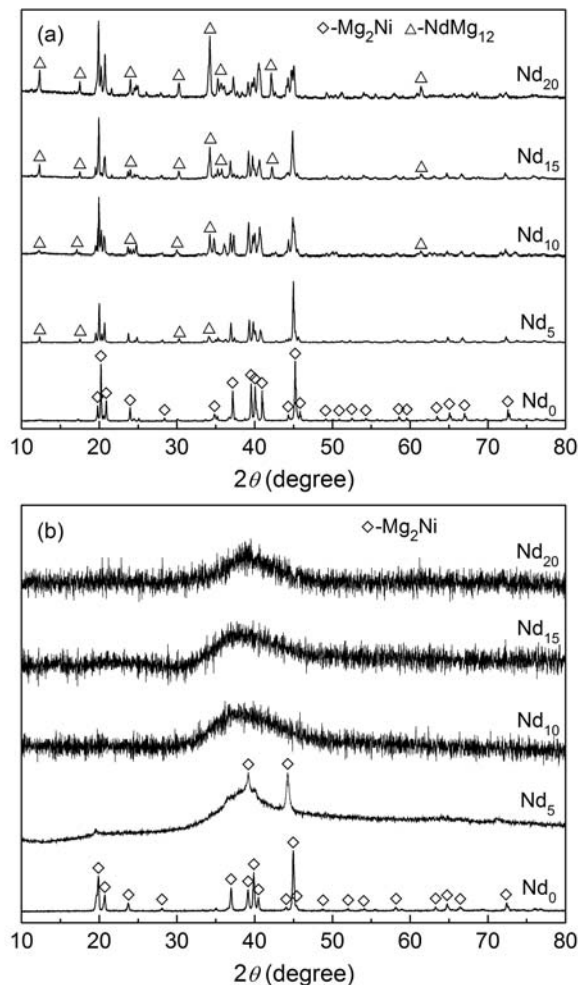 (a)
◇-Mg₂Ni △-NdMg₁₂
Nd₂₀
Nd₁₅
Nd₁₀
Nd₅
Nd₀
10 20 30 40 50 60 70 80
2θ (degree)
(b)
◇-Mg₂Ni
Nd₂₀
Nd₁₅
Nd₁₀
Nd₅
Nd₀
10 20 30 40 50 60 70 80
2θ (degree)